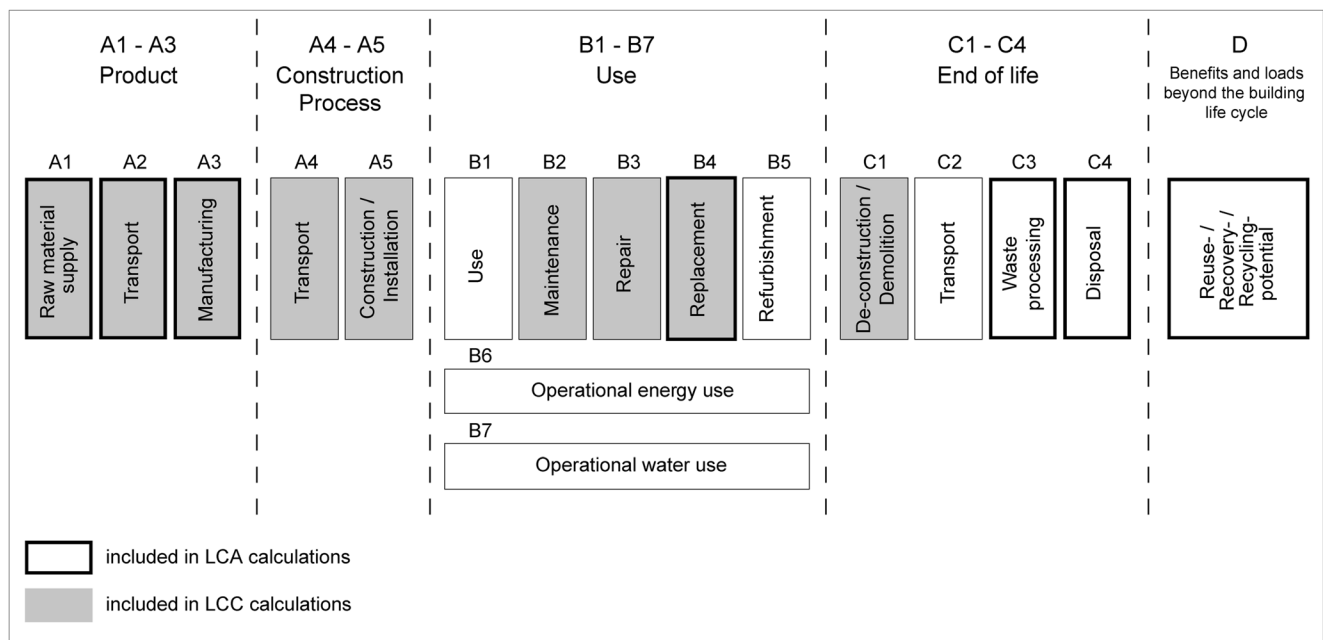 A1 - A3
Product
A4 - A5
Construction
Process
B1 - B7
Use
C1 - C4
End of life
D
Benefits and loads
beyond the building
life cycle
A1
A2
A3
A4
A5
B1
B2
B3
B4
B5
C1
C2
C3
C4
Raw material
supply
Transport
Manufacturing
Transport
Construction /
Installation
Use
Maintenance
Repair
Replacement
Refurbishment
De-construction /
Demolition
Transport
Waste
processing
Disposal
Reuse- /
Recovery- /
Recycling-
potential
B6
Operational energy use
B7
Operational water use
included in LCA calculations
included in LCC calculations